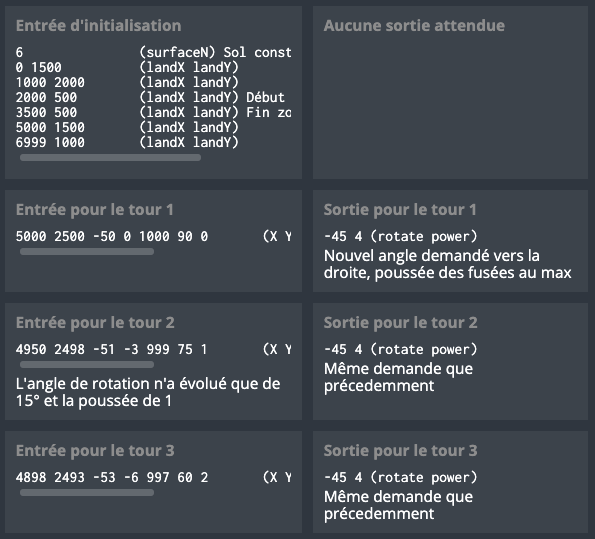 Entrée d'initialisation
6 (surfaceN) Sol const
0 1500 (landX landY)
1000 2000 (landX landY)
2000 500 (landX landY) Début
3500 500 (landX landY) Fin zo
5000 1500 (landX landY)
6999 1000 (landX landY)
Aucune sortie attendue
Entrée pour le tour 1
5000 2500 -50 0 1000 90 0 (X Y
Sortie pour le tour 1
-45 4 (rotate power)
Nouvel angle demandé vers la
droite, poussée des fusées au max
Entrée pour le tour 2
4950 2498 -51 -3 999 75 1 (X Y
L'angle de rotation n'a évolué que de
15° et la poussée de 1
Sortie pour le tour 2
-45 4 (rotate power)
Même demande que
précedemment
Entrée pour le tour 3
4898 2493 -53 -6 997 60 2 (X Y
Sortie pour le tour 3
-45 4 (rotate power)
Même demande que
précedemment